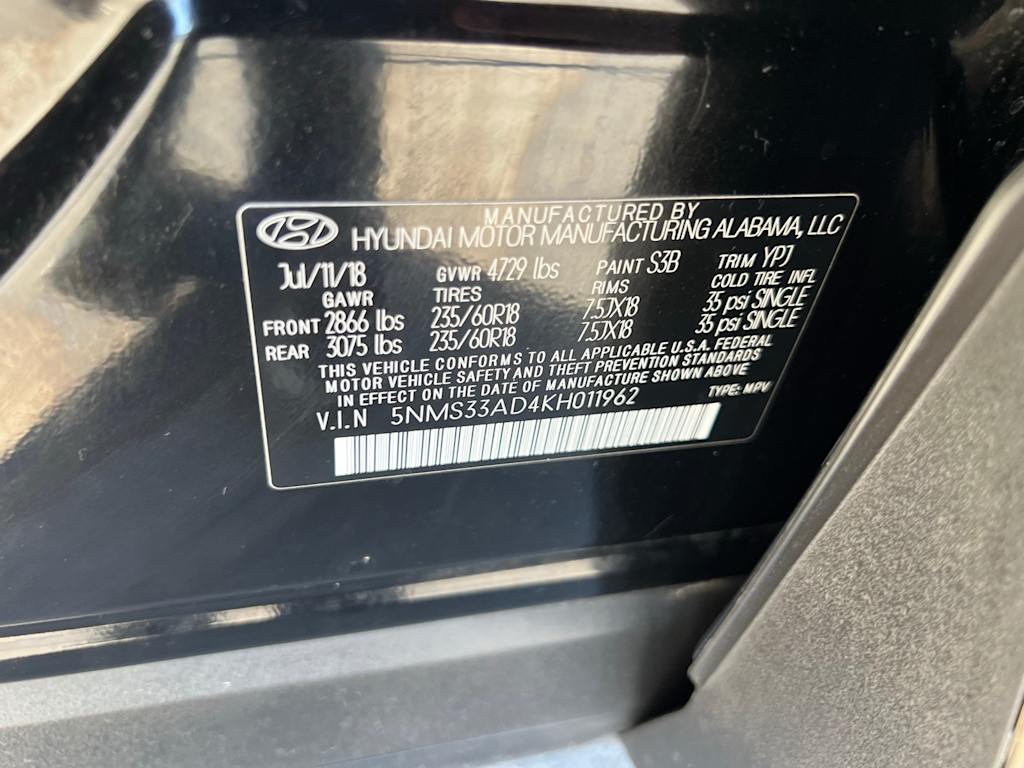 MANUFACTURED BY
HYUNDAI MOTOR MANUFACTURING ALABAMA, LLC
Jul/11/18 GVWR 4729 lbs PAINT S3B TRIM YPJ
GAWR TIRES RIMS COLD TIRE INFL
FRONT 2866 lbs 235/60R18 7.5JX18 35 psi SINGLE
REAR 3075 lbs 235/60R18 7.5JX18 35 psi SINGLE
THIS VEHICLE CONFORMS TO ALL APPLICABLE U.S.A. FEDERAL
MOTOR VEHICLE SAFETY AND THEFT PREVENTION STANDARDS
IN EFFECT ON THE DATE OF MANUFACTURE SHOWN ABOVE
V.I.N 5NMS33AD4KH011962 TYPE: MPV